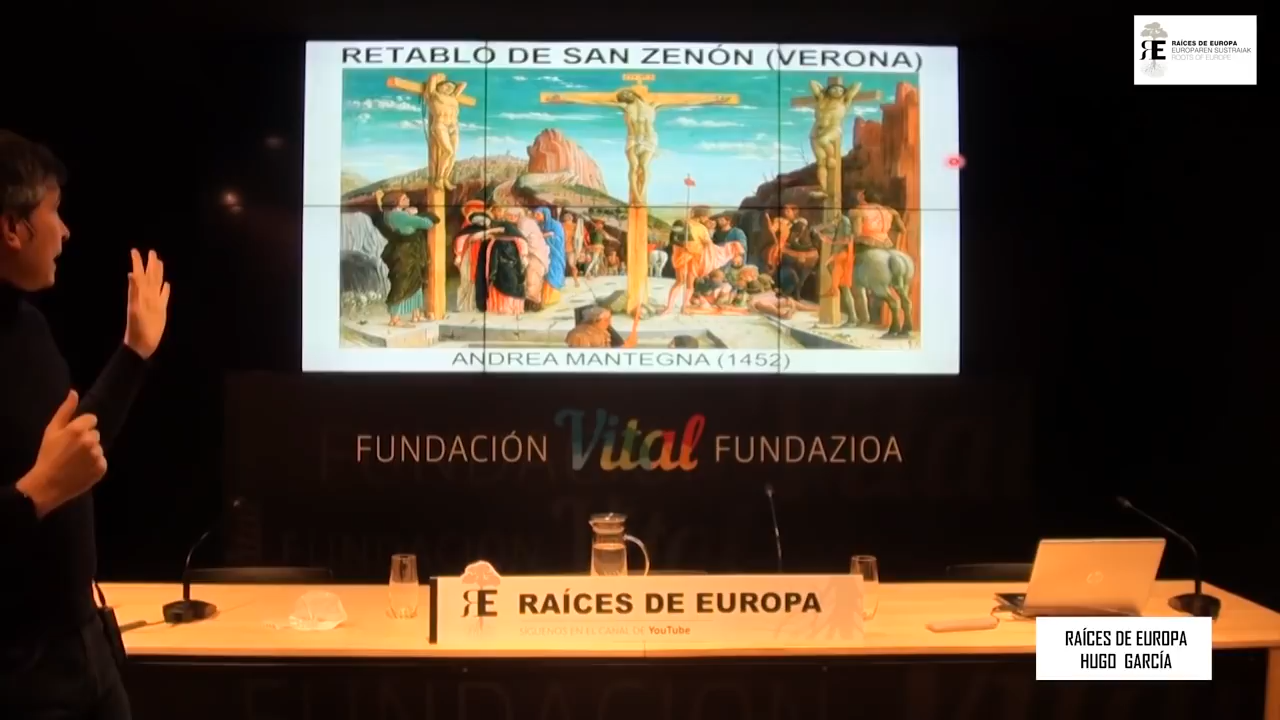 RETABLO DE SAN ZENÓN (VERONA)
ANDREA MANTEGNA (1452)
RAÍCES DE EUROPA
EUROPAREN SUSTRAIAK
ROOTS OF EUROPE
FUNDACIÓN Vital FUNDAZIOA
RAÍCES DE EUROPA
SÍGUENOS EN EL CANAL DE YouTube
RAÍCES DE EUROPA
HUGO GARCÍA